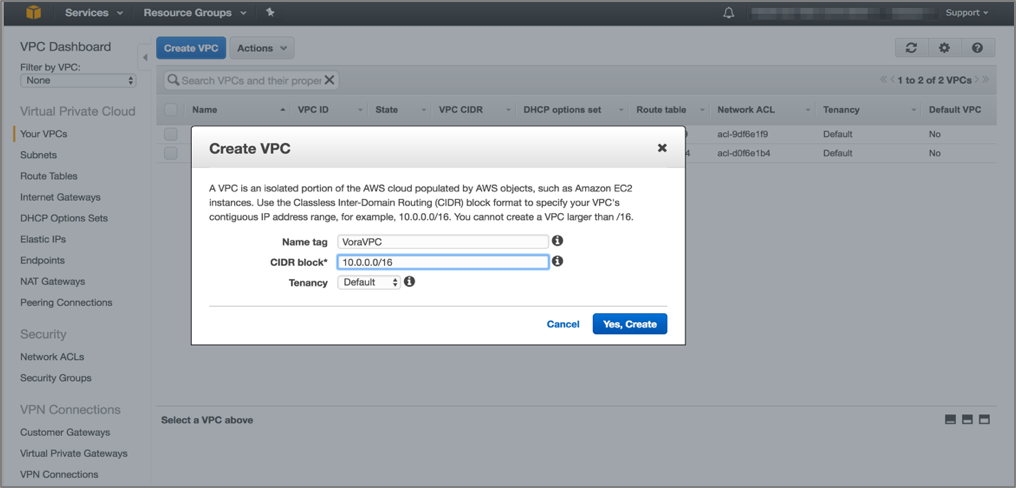 Services Resource Groups Support
VPC Dashboard
Filter by VPC:
None
Virtual Private Cloud
Your VPCs
Subnets
Route Tables
Internet Gateways
DHCP Options Sets
Elastic IPs
Endpoints
NAT Gateways
Peering Connections
Security
Network ACLs
Security Groups
VPN Connections
Customer Gateways
Virtual Private Gateways
VPN Connections
Create VPC Actions
Search VPCs and their proper
1 to 2 of 2 VPCs
Name VPC ID State VPC CIDR DHCP options set Route table Network ACL Tenancy Default VPC
9 acl-9df6e1f9 Default No
4 acl-d0f6e1b4 Default No
Create VPC
A VPC is an isolated portion of the AWS cloud populated by AWS objects, such as Amazon EC2
instances. Use the Classless Inter-Domain Routing (CIDR) block format to specify your VPC's
contiguous IP address range, for example, 10.0.0.0/16. You cannot create a VPC larger than /16.
Name tag VoraVPC
CIDR block* 10.0.0.0/16
Tenancy Default
Cancel Yes, Create
Select a VPC above